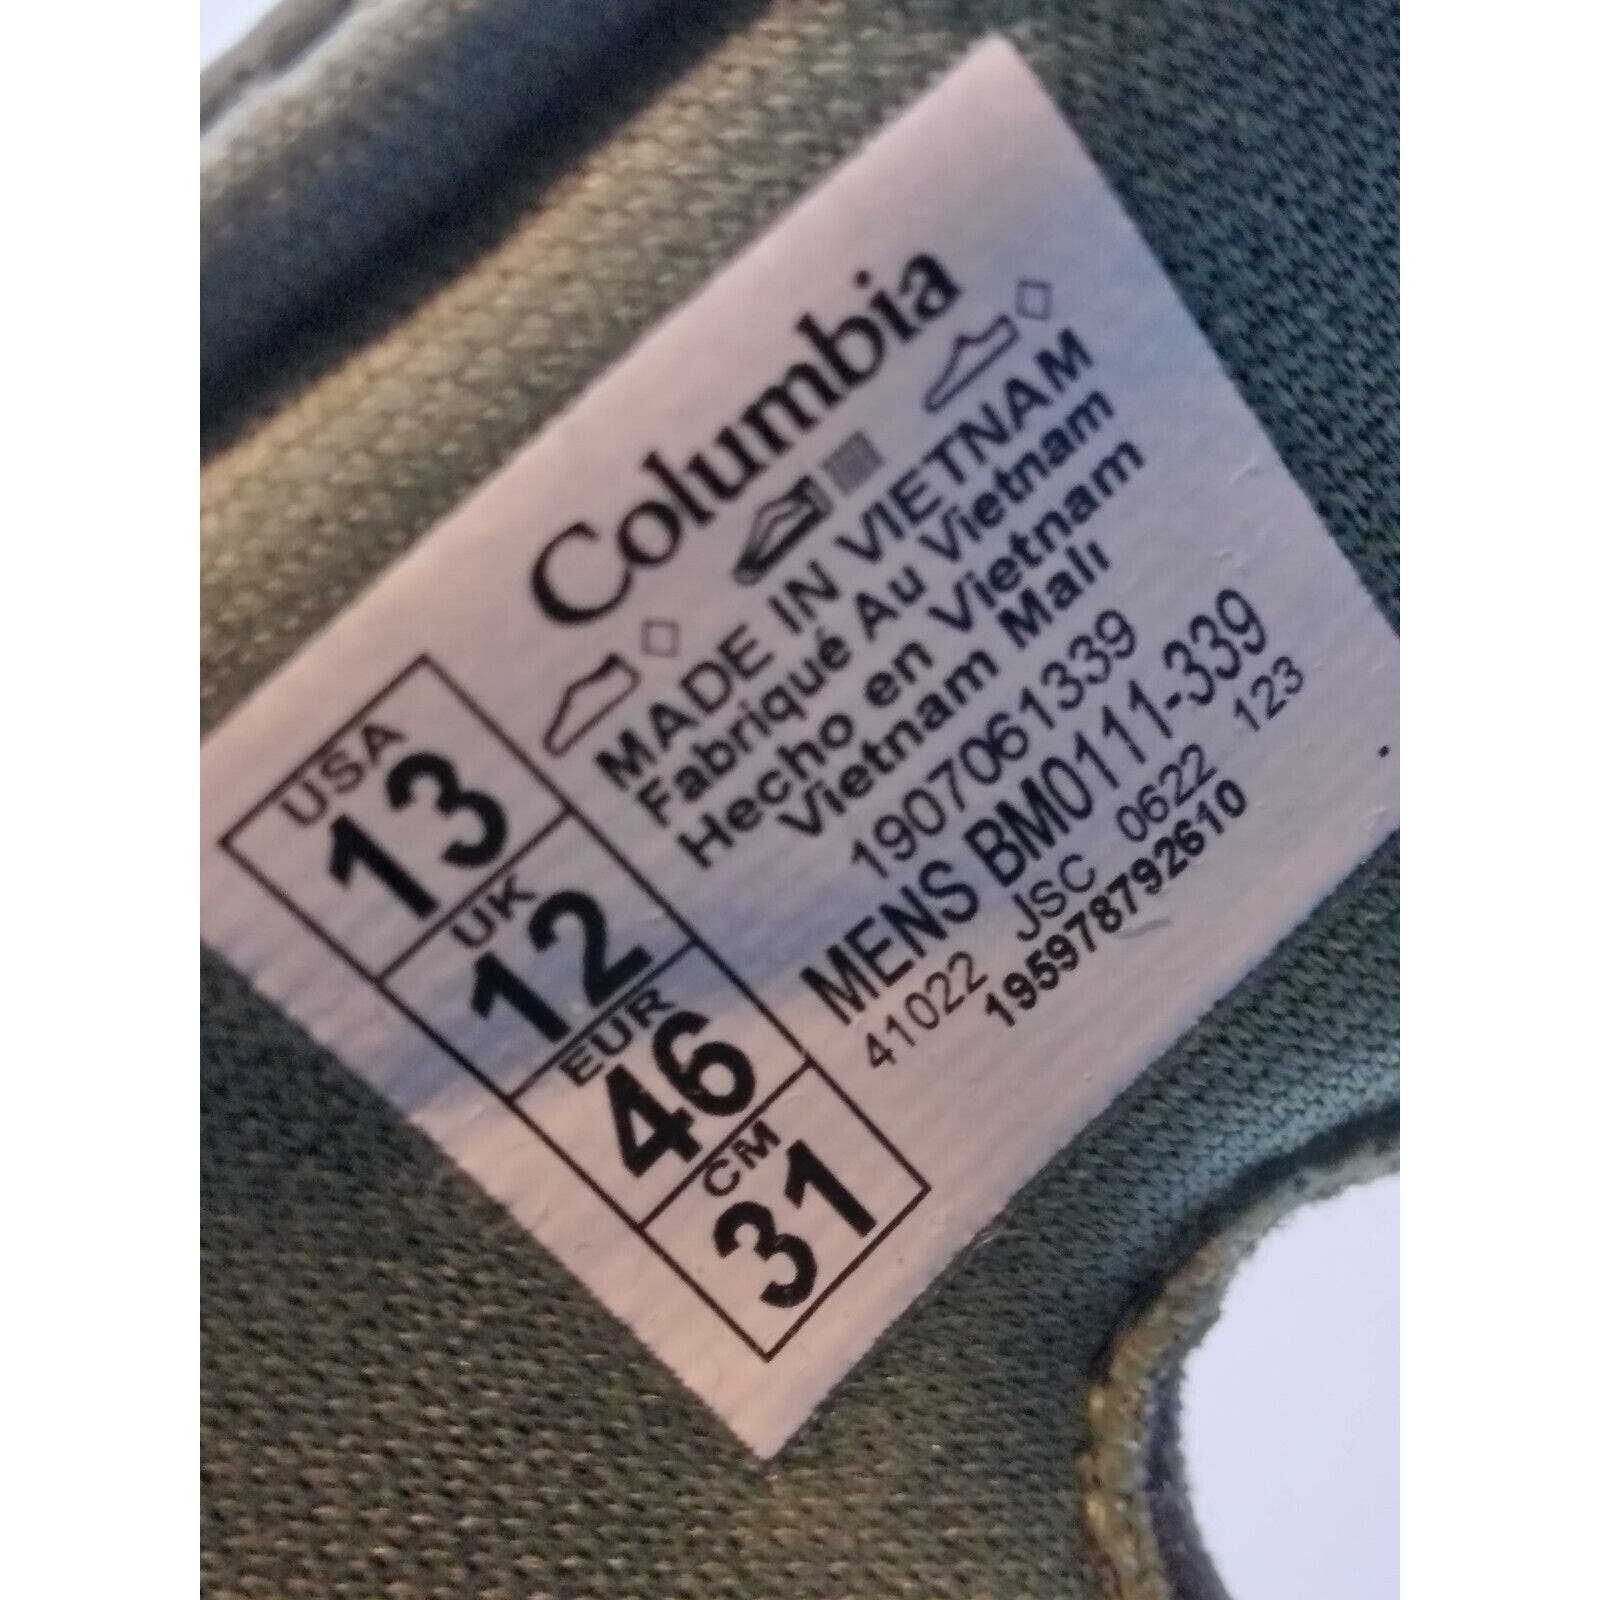 Columbia
MADE IN VIETNAM
Fabriqué Au Vietnam
Hecho en Vietnam
Vietnam Malı
1907061339
MENS BM0111-339
41022 JSC 0622 123
195978792610
USA
13
UK
12
EUR
46
CM
31